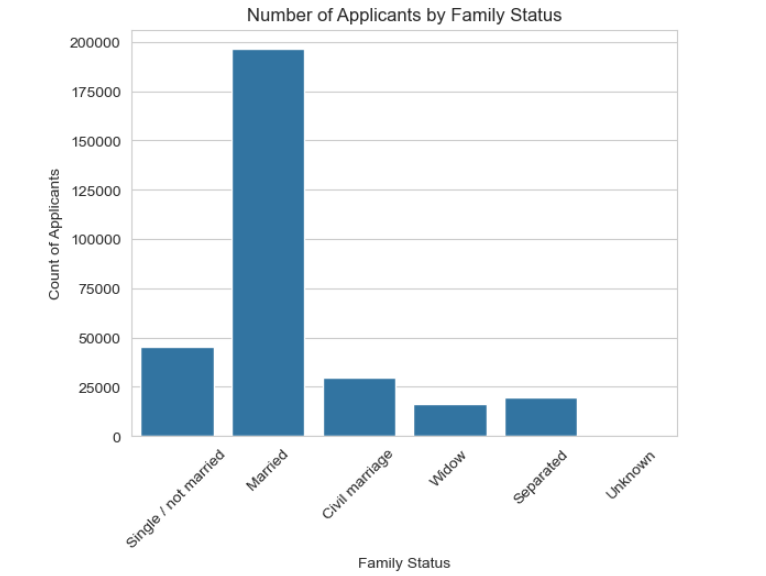 Number of Applicants by Family Status
200000
175000
150000
125000
100000
75000
50000
25000
0
Count of Applicants
Single / not married
Married
Civil marriage
Widow
Separated
Unknown
Family Status